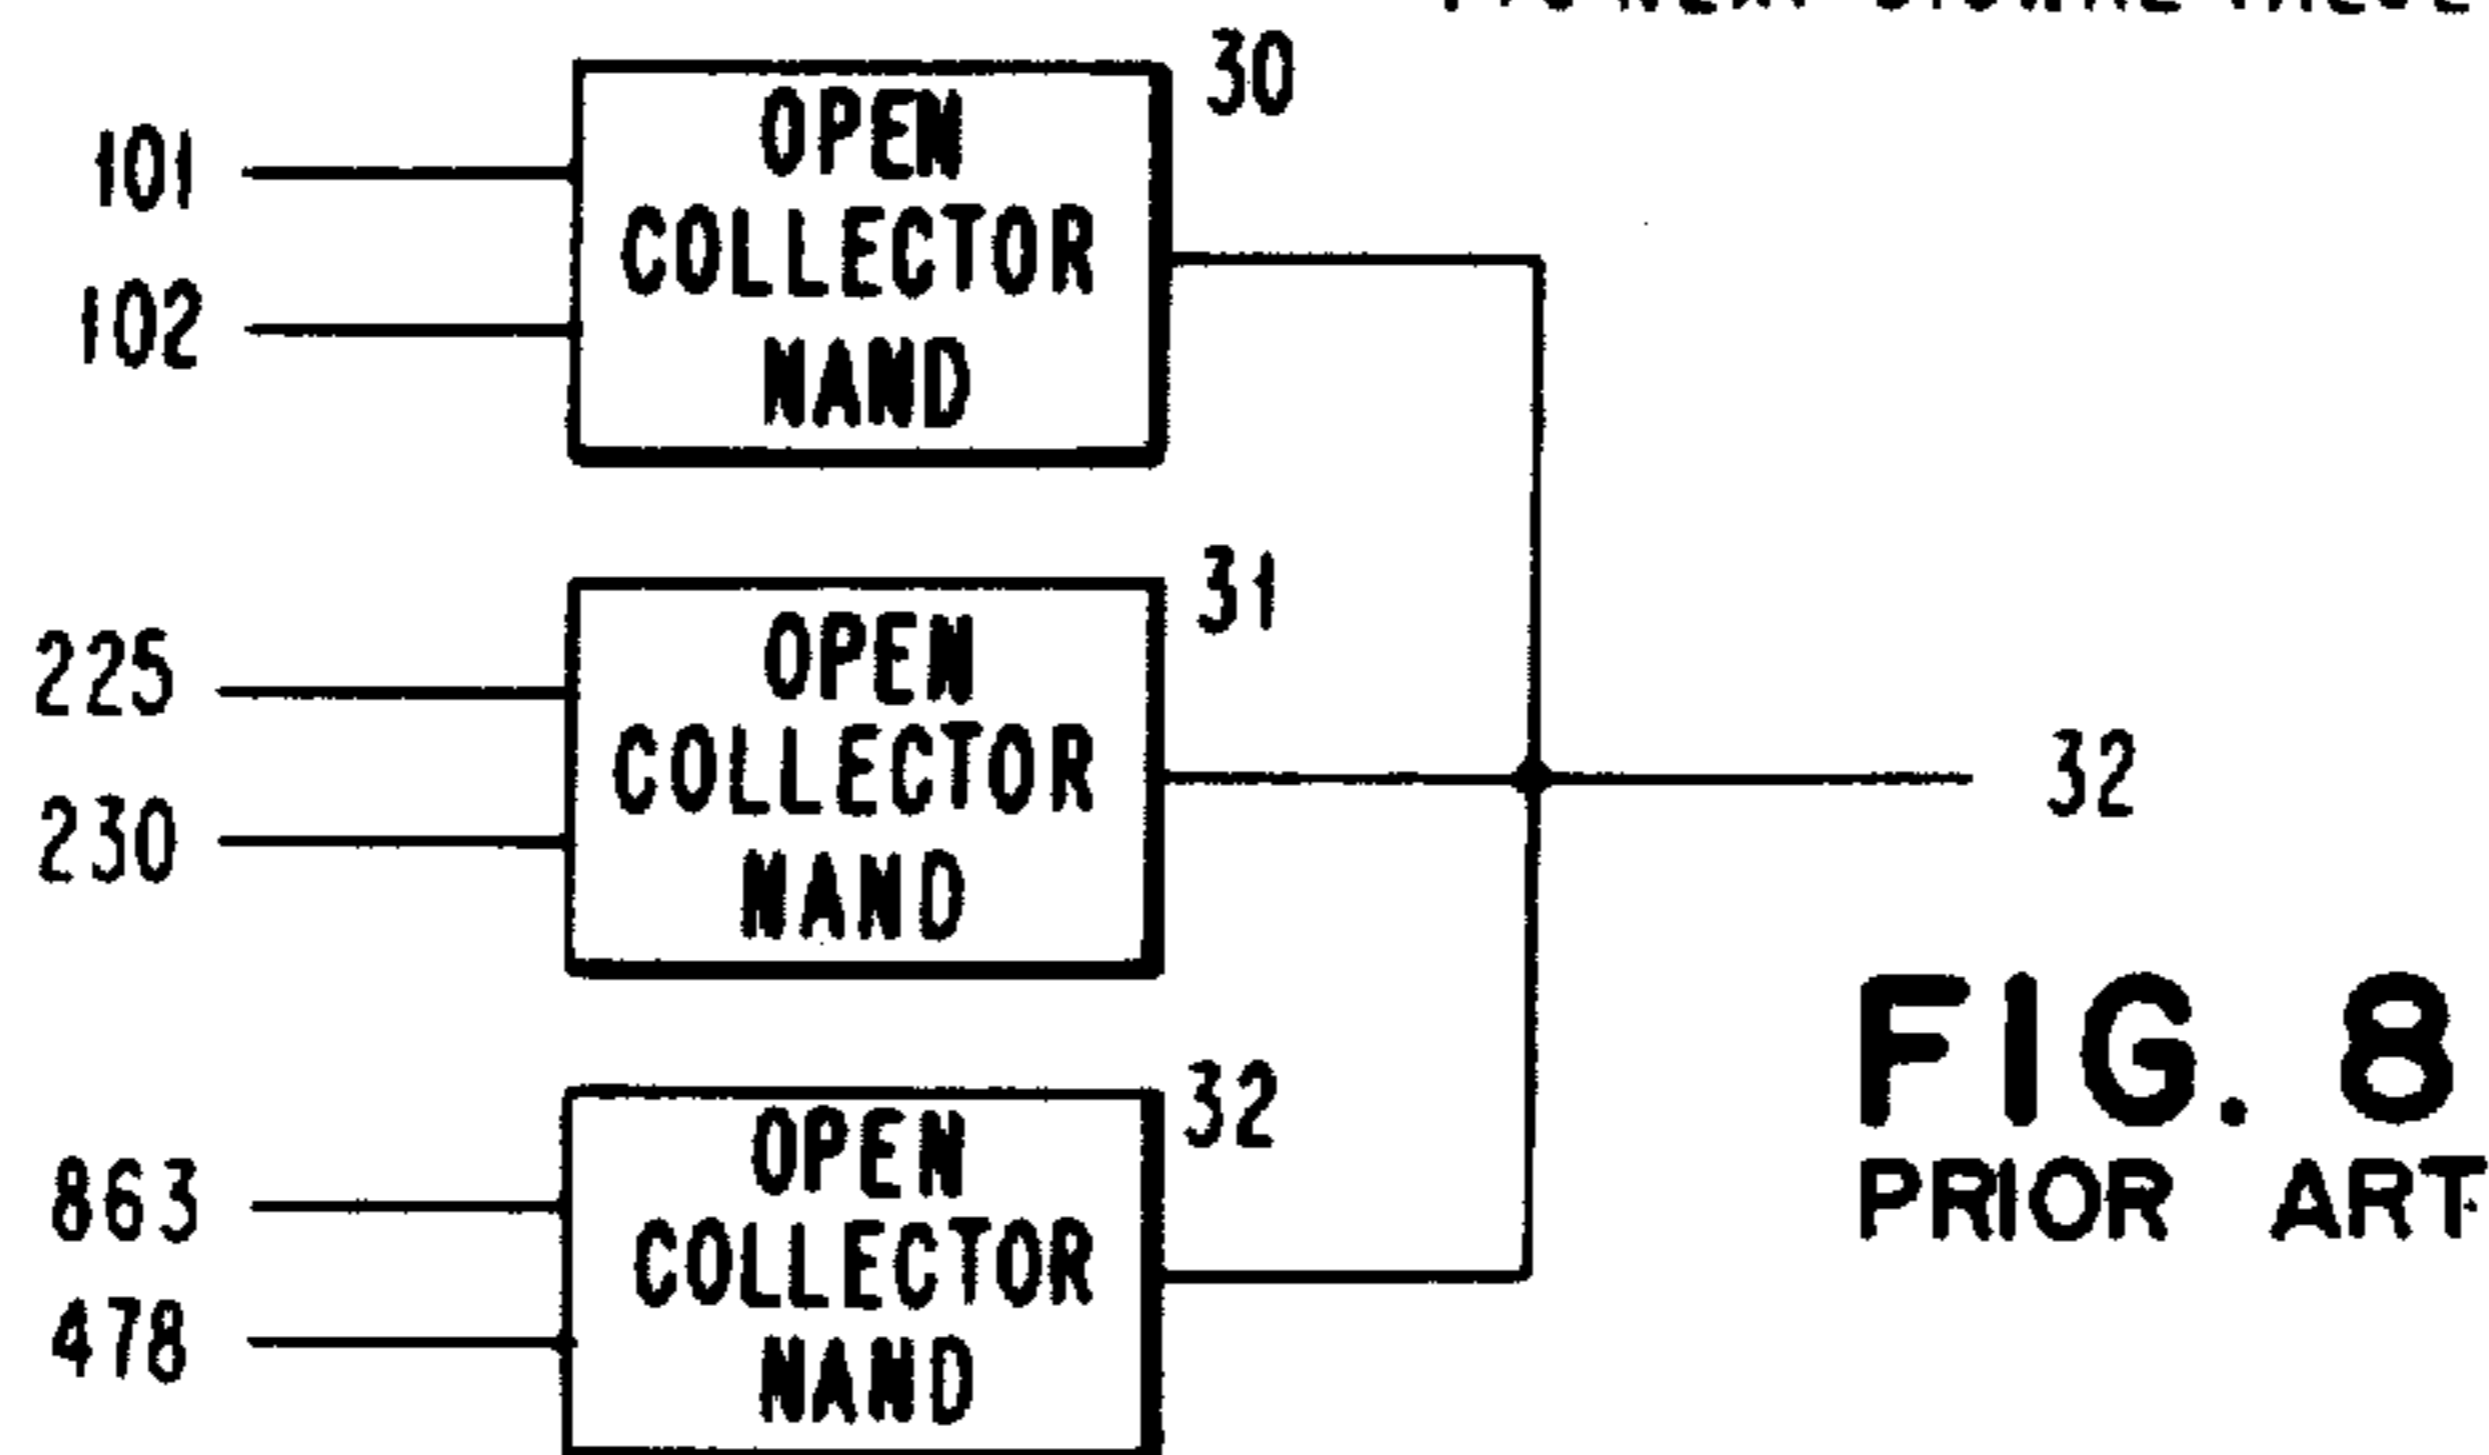 30
OPEN
COLLECTOR
NAND
101
102
31
OPEN
COLLECTOR
NAND
225
230
32
32
OPEN
COLLECTOR
NAND
863
478
FIG. 8
PRIOR ART